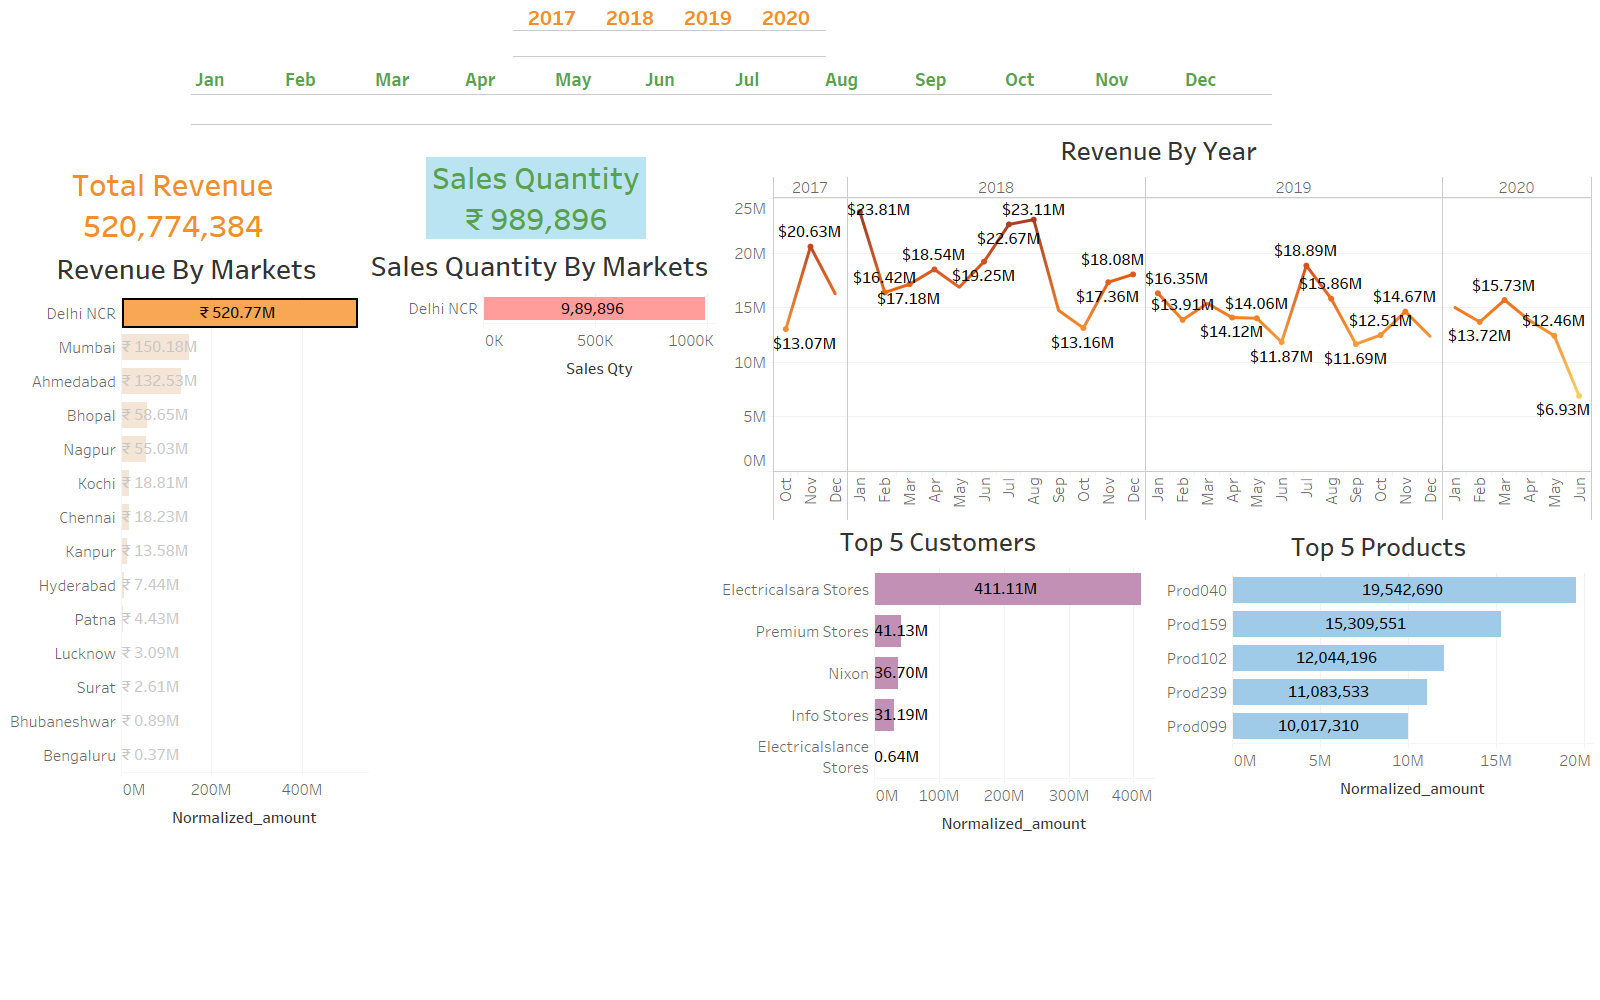 2017 2018 2019 2020
Jan Feb Mar Apr May Jun Jul Aug Sep Oct Nov Dec
Total Revenue
520,774,384
Sales Quantity
₹ 989,896
Revenue By Markets
Delhi NCR ₹ 520.77M
Mumbai ₹ 150.18M
Ahmedabad ₹ 132.53M
Bhopal ₹ 58.65M
Nagpur ₹ 55.03M
Kochi ₹ 18.81M
Chennai ₹ 18.23M
Kanpur ₹ 13.58M
Hyderabad ₹ 7.44M
Patna ₹ 4.43M
Lucknow ₹ 3.09M
Surat ₹ 2.61M
Bhubaneshwar ₹ 0.89M
Bengaluru ₹ 0.37M
0M 200M 400M
Normalized_amount
Sales Quantity By Markets
Delhi NCR 9,89,896
0K 500K 1000K
Sales Qty
Revenue By Year
2017 2018 2019 2020
25M
20M
15M
10M
5M
0M
$13.07M $20.63M
$23.81M $16.42M $17.18M $18.54M $19.25M $22.67M $23.11M $13.16M $17.36M $18.08M
$16.35M $13.91M $14.12M $14.06M $11.87M $18.89M $15.86M $11.69M $12.51M $14.67M
$13.72M $15.73M $12.46M $6.93M
Oct Nov Dec Jan Feb Mar Apr May Jun Jul Aug Sep Oct Nov Dec Jan Feb Mar Apr May Jun Jul Aug Sep Oct Nov Dec Jan Feb Mar Apr May Jun
Top 5 Customers
Electricalsara Stores 411.11M
Premium Stores 41.13M
Nixon 36.70M
Info Stores 31.19M
Electricalslance
Stores 0.64M
0M 100M 200M 300M 400M
Normalized_amount
Top 5 Products
Prod040 19,542,690
Prod159 15,309,551
Prod102 12,044,196
Prod239 11,083,533
Prod099 10,017,310
0M 5M 10M 15M 20M
Normalized_amount